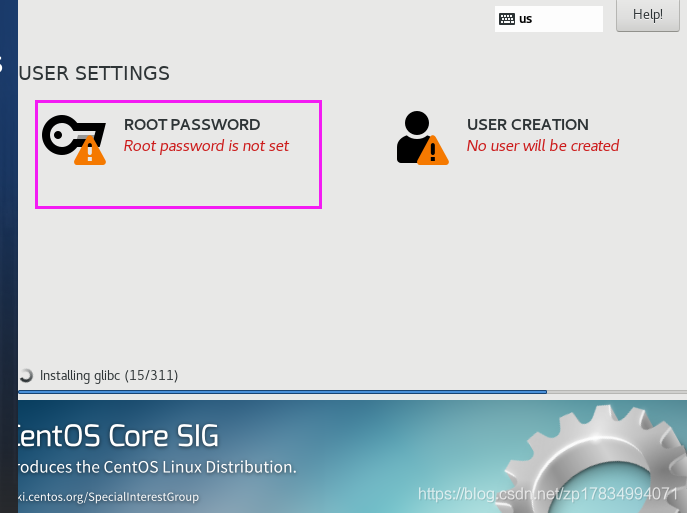 us
Help!
USER SETTINGS
ROOT PASSWORD
Root password is not set
USER CREATION
No user will be created
Installing glibc (15/311)
CentOS Core SIG
roduces the CentOS Linux Distribution.
ki.centos.org/SpecialInterestGroup
https://blog.csdn.net/zp17834994071